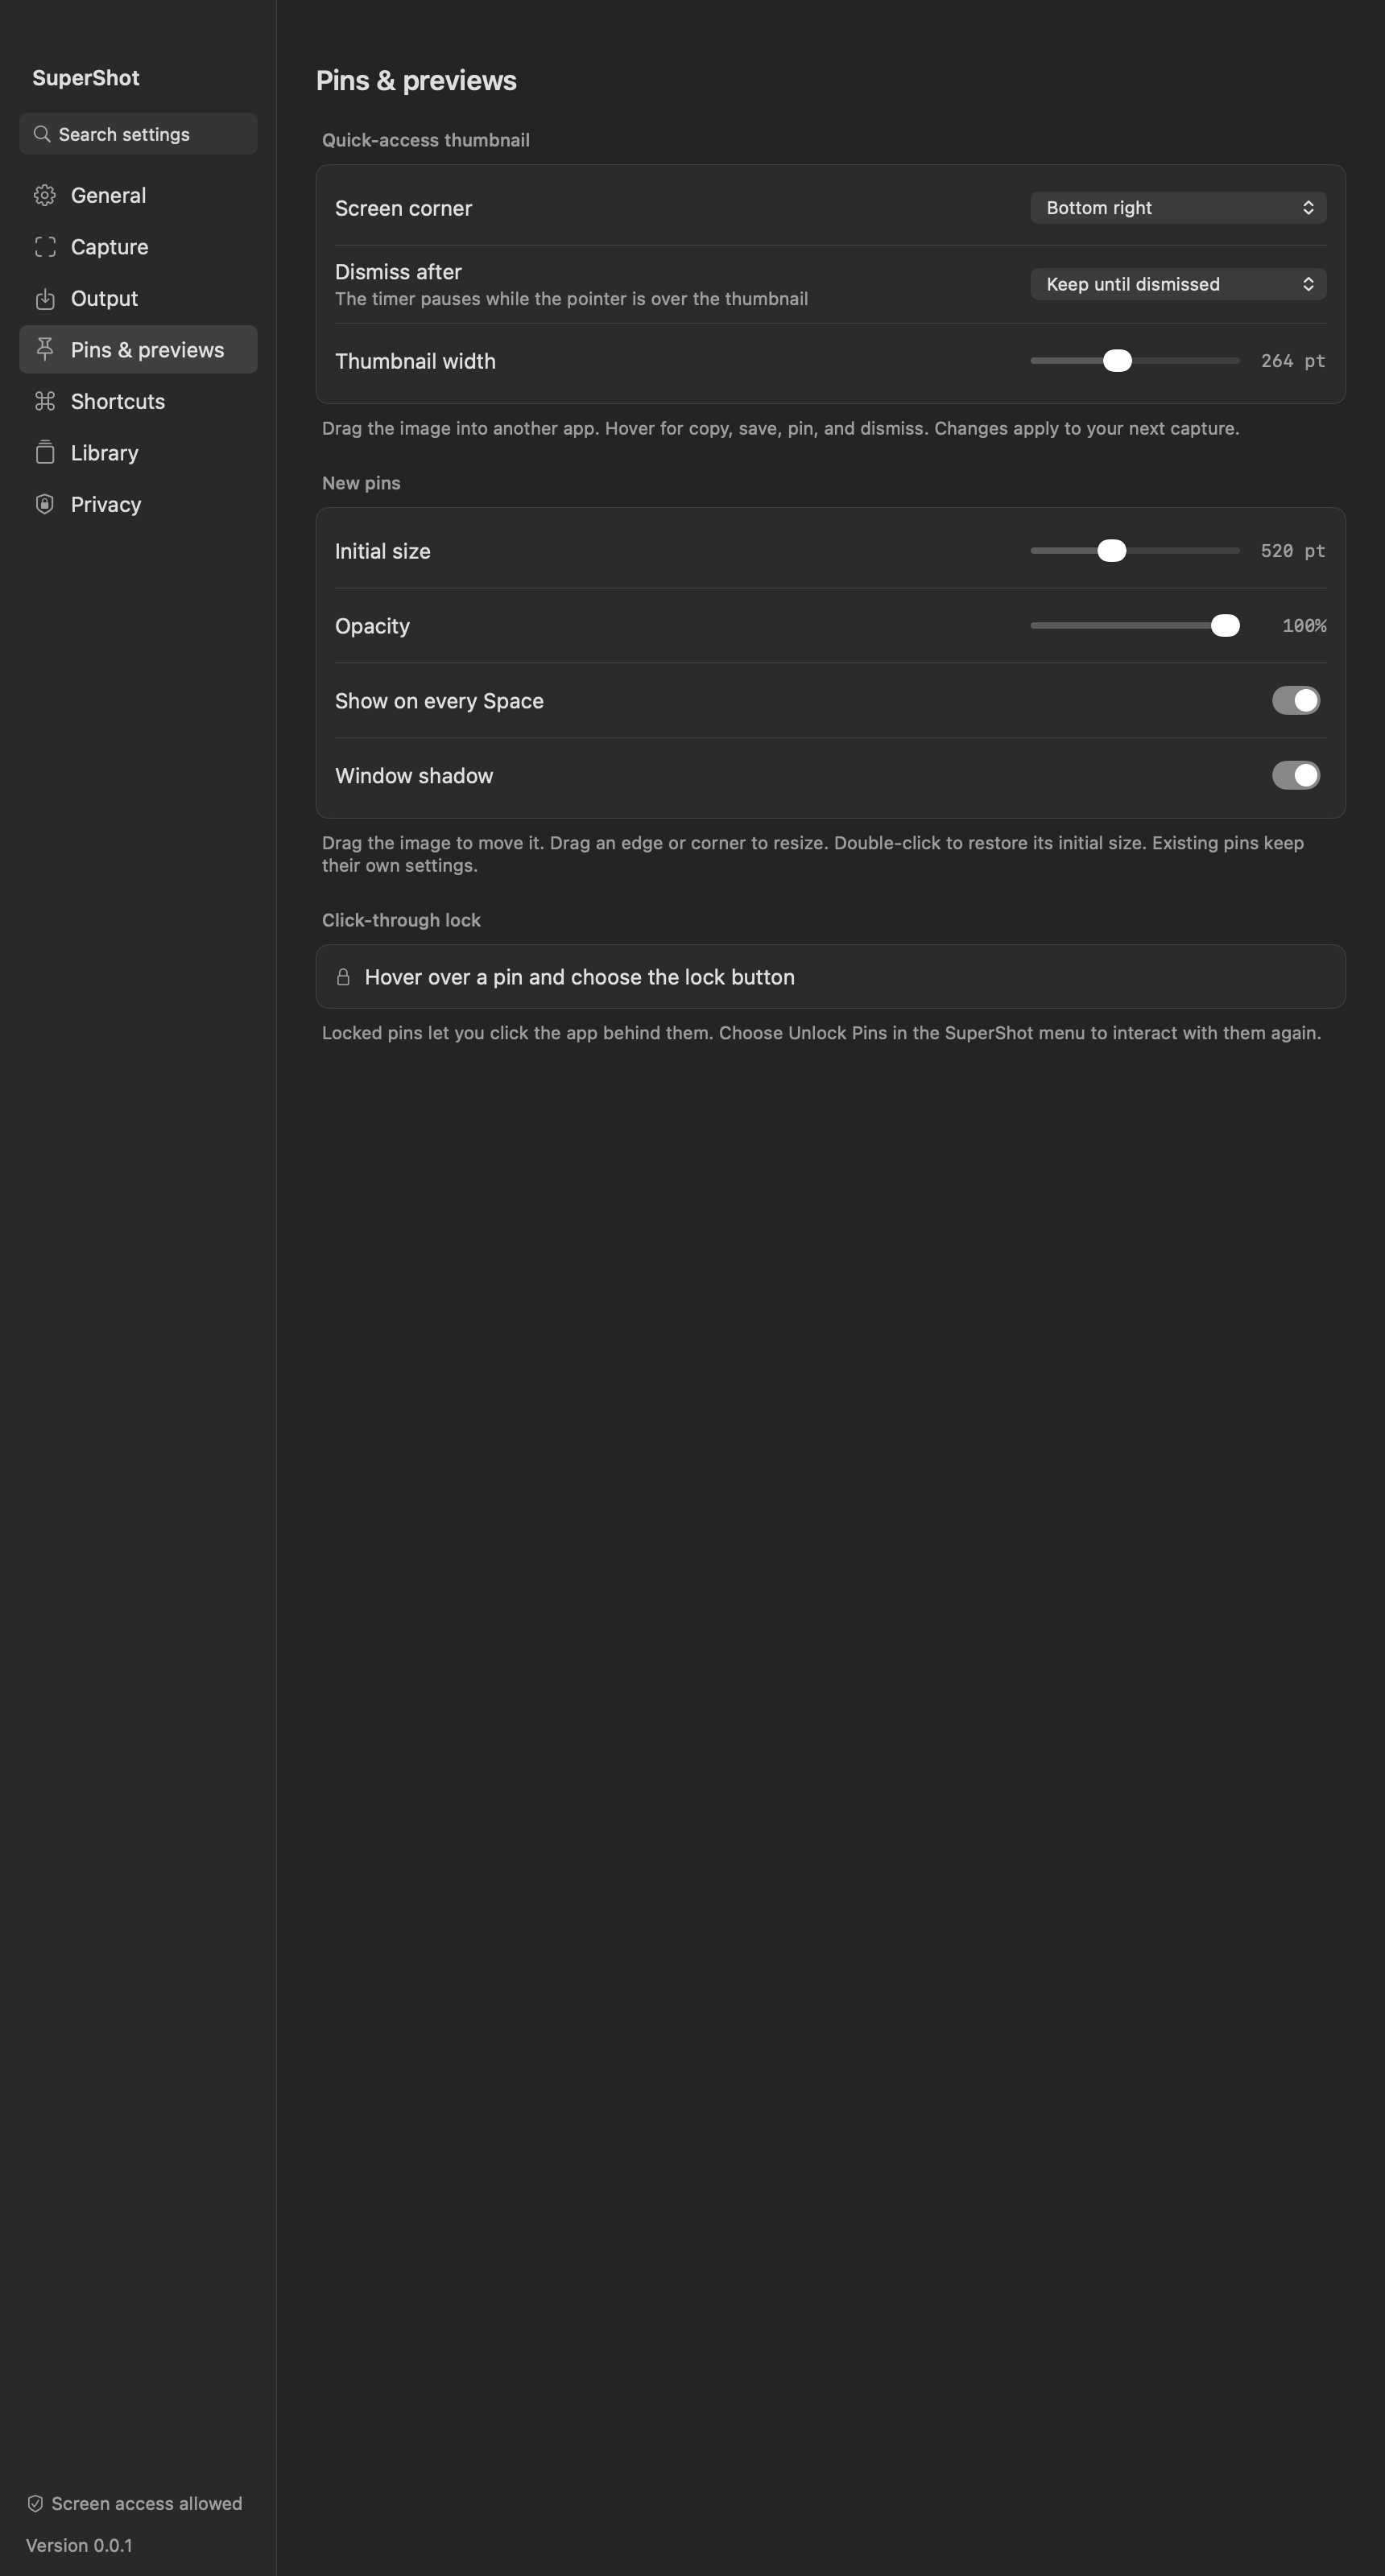 SuperShot
Search settings
General
Capture
Output
Pins & previews
Shortcuts
Library
Privacy
Screen access allowed
Version 0.0.1
Pins & previews
Quick-access thumbnail
Screen corner
Bottom right
Dismiss after
The timer pauses while the pointer is over the thumbnail
Keep until dismissed
Thumbnail width
264 pt
Drag the image into another app. Hover for copy, save, pin, and dismiss. Changes apply to your next capture.
New pins
Initial size
520 pt
Opacity
100%
Show on every Space
Window shadow
Drag the image to move it. Drag an edge or corner to resize. Double-click to restore its initial size. Existing pins keep
their own settings.
Click-through lock
Hover over a pin and choose the lock button
Locked pins let you click the app behind them. Choose Unlock Pins in the SuperShot menu to interact with them again.